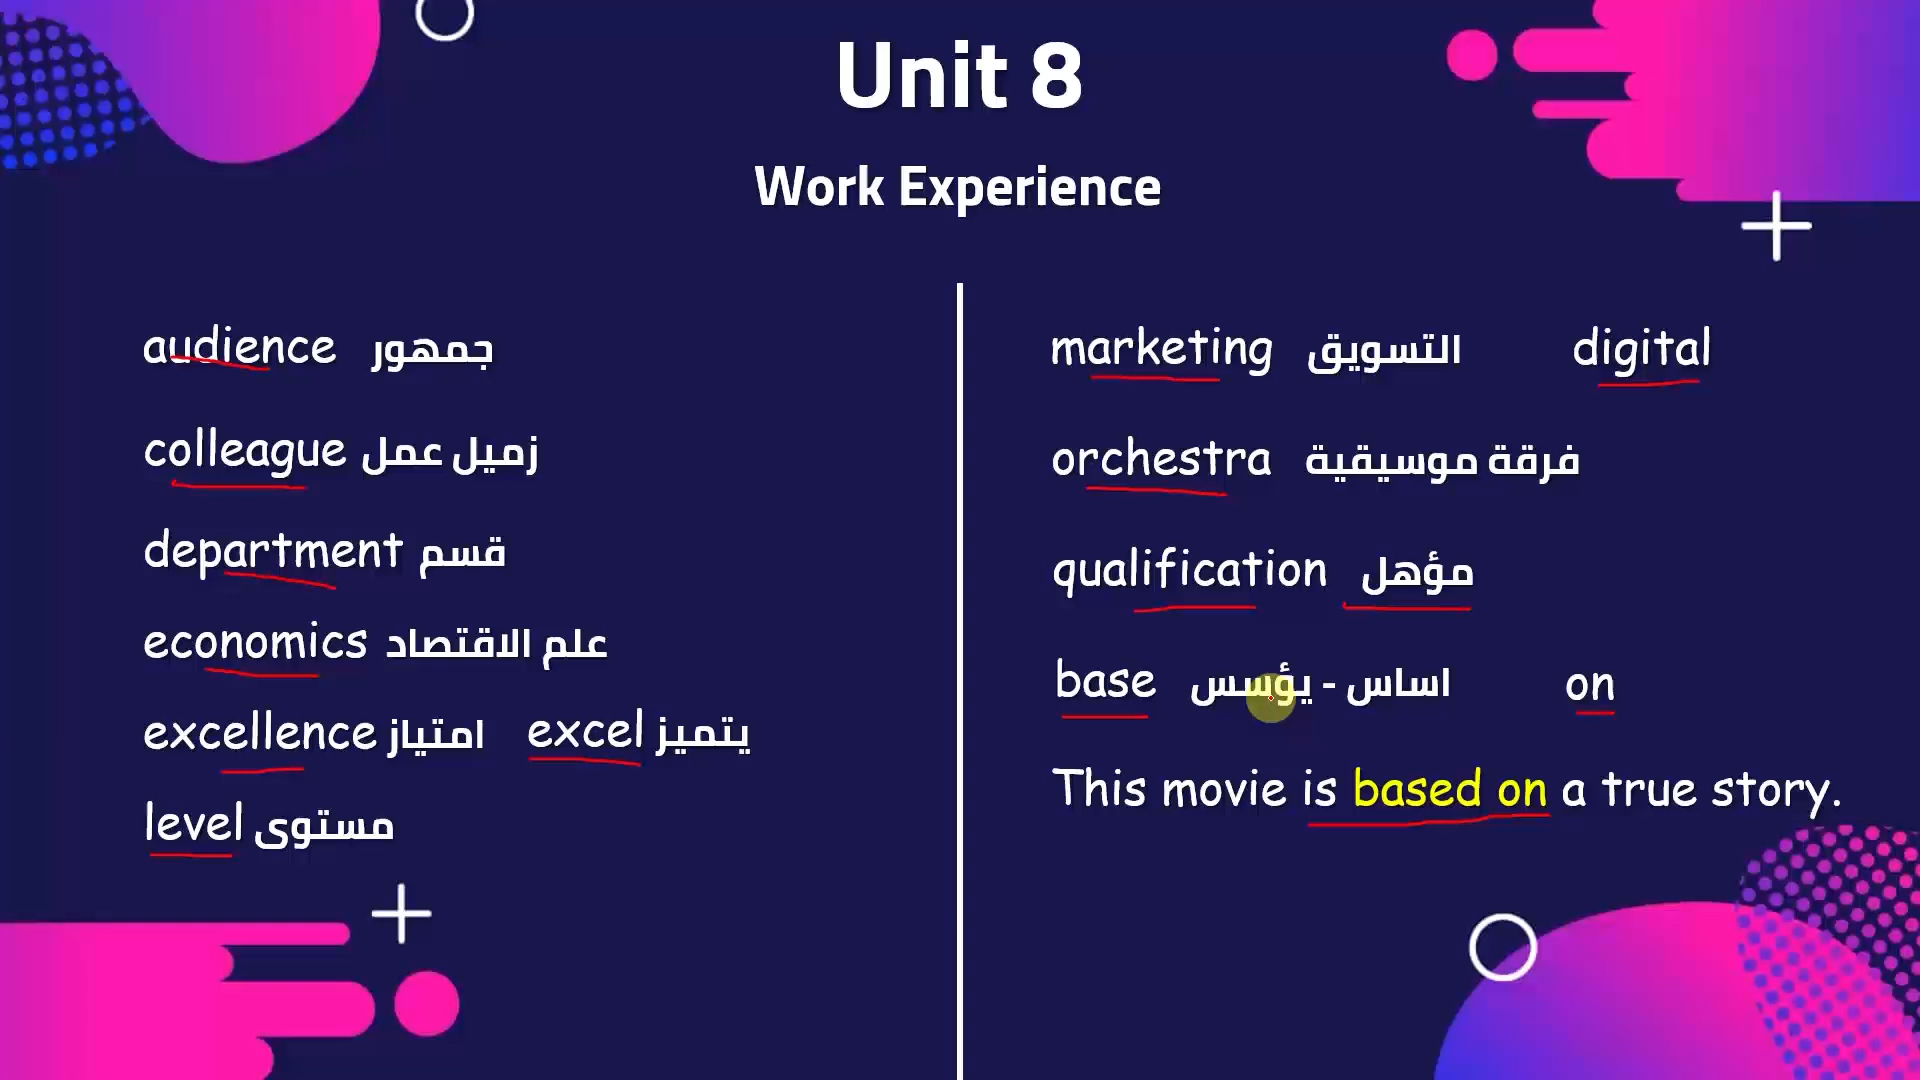 Unit 8
Work Experience
audience جمهور
colleague زميل عمل
department قسم
economics علم الاقتصاد
excellence امتياز excel يتميز
level مستوى
marketing التسويق digital
orchestra فرقة موسيقية
qualification مؤهل
base اساس - يؤسس on
This movie is based on a true story.